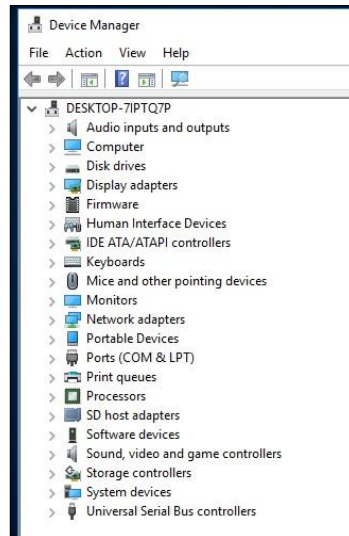 Device Manager
File Action View Help
DESKTOP-7IPTQ7P
Audio inputs and outputs
Computer
Disk drives
Display adapters
Firmware
Human Interface Devices
IDE ATA/ATAPI controllers
Keyboards
Mice and other pointing devices
Monitors
Network adapters
Portable Devices
Ports (COM & LPT)
Print queues
Processors
SD host adapters
Software devices
Sound, video and game controllers
Storage controllers
System devices
Universal Serial Bus controllers